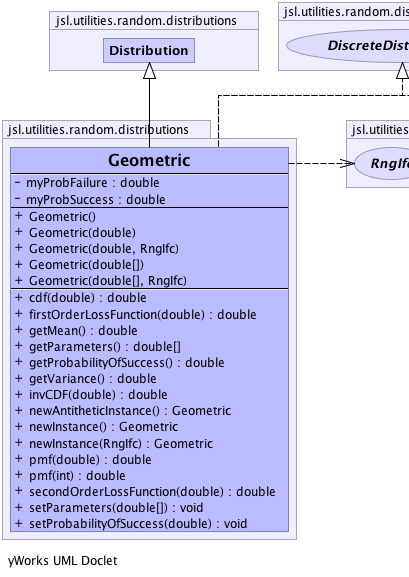 jsl.utilities.random.distributions
Distribution
jsl.utilities.random.dis
DiscreteDist
jsl.utilities.random.distributions
Geometric
- myProbFailure : double
- myProbSuccess : double
+ Geometric()
+ Geometric(double)
+ Geometric(double, RngIfc)
+ Geometric(double[])
+ Geometric(double[], RngIfc)
+ cdf(double) : double
+ firstOrderLossFunction(double) : double
+ getMean() : double
+ getParameters() : double[]
+ getProbabilityOfSuccess() : double
+ getVariance() : double
+ invCDF(double) : double
+ newAntitheticInstance() : Geometric
+ newInstance() : Geometric
+ newInstance(RngIfc) : Geometric
+ pmf(double) : double
+ pmf(int) : double
+ secondOrderLossFunction(double) : double
+ setParameters(double[]) : void
+ setProbabilityOfSuccess(double) : void
jsl.utilities
RngIfc
yWorks UML Doclet